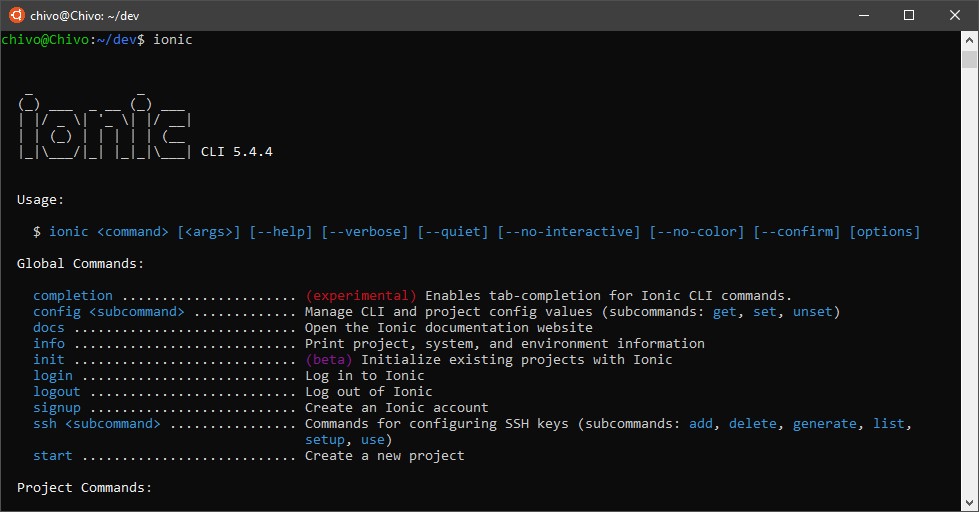 chivo@Chivo: ~/dev
chivo@Chivo:~/dev$ ionic
   _             _
  (_) ___  _ __ (_) ___
  | |/ _ \| '_ \| |/ __|
  | | (_) | | | | | (__
  |_|\___/|_| |_|_|\___| CLI 5.4.4
  Usage:
    $ ionic <command> [<args>] [--help] [--verbose] [--quiet] [--no-interactive] [--no-color] [--confirm] [options]
  Global Commands:
    completion ...................... (experimental) Enables tab-completion for Ionic CLI commands.
    config <subcommand> ............. Manage CLI and project config values (subcommands: get, set, unset)
    docs ............................ Open the Ionic documentation website
    info ............................ Print project, system, and environment information
    init ............................ (beta) Initialize existing projects with Ionic
    login ........................... Log in to Ionic
    logout .......................... Log out of Ionic
    signup .......................... Create an Ionic account
    ssh <subcommand> ................ Commands for configuring SSH keys (subcommands: add, delete, generate, list,
                                      setup, use)
    start ........................... Create a new project
  Project Commands: